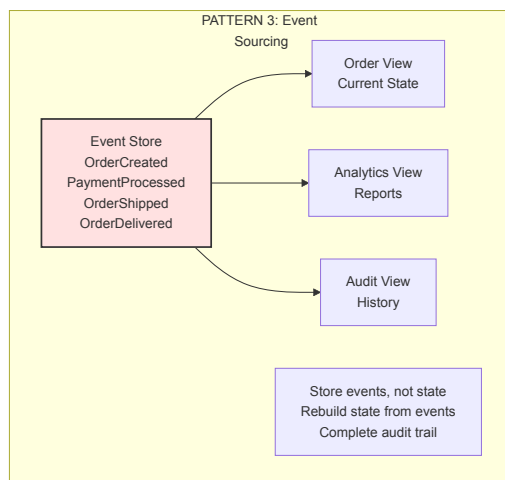 PATTERN 3: Event
Sourcing
Order View
Current State
Event Store
OrderCreated
PaymentProcessed
OrderShipped
OrderDelivered
Analytics View
Reports
Audit View
History
Store events, not state
Rebuild state from events
Complete audit trail